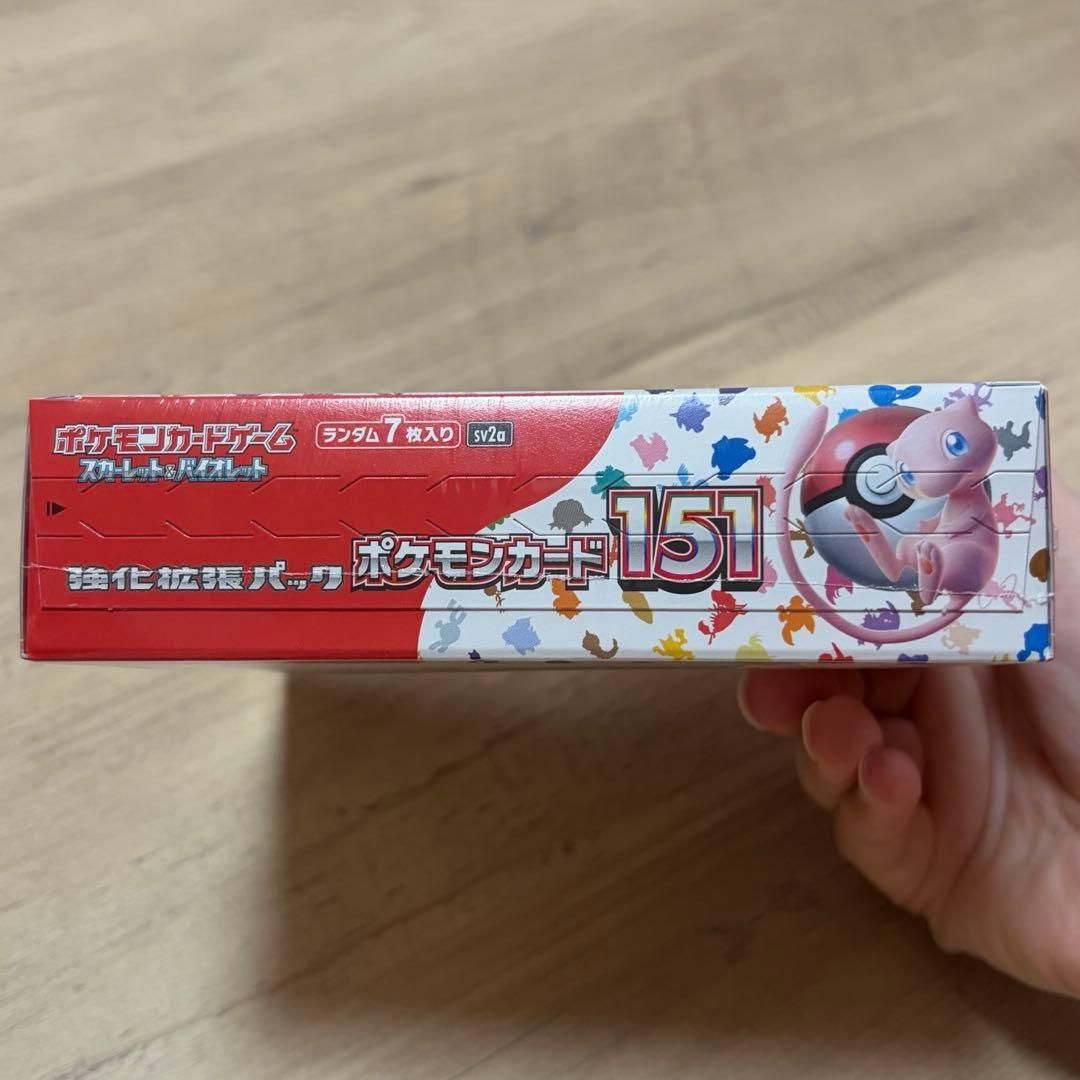 ポケモンカードゲーム
スカーレット&バイオレット
ランダム7枚入り
sv2a
強化拡張パック
ポケモンカード151